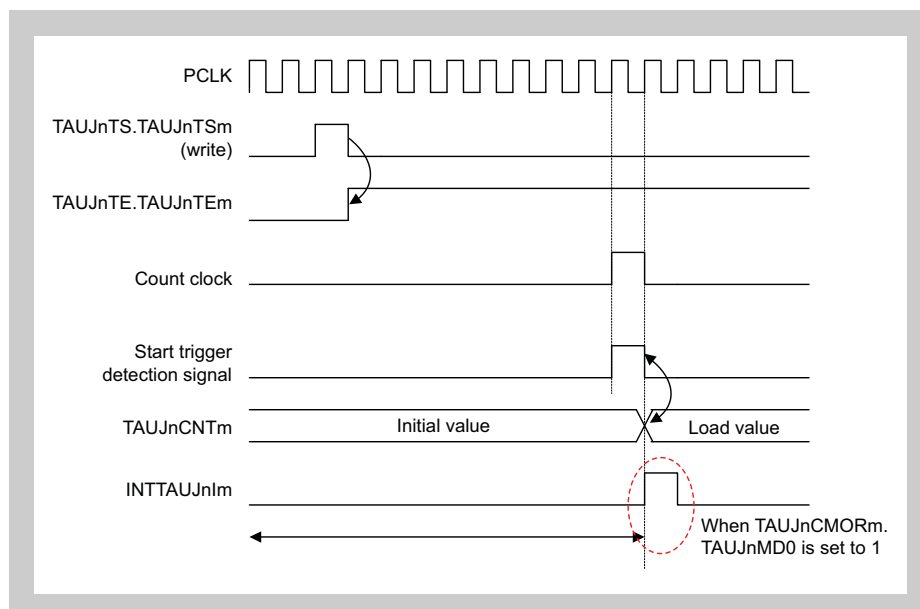 PCLK
TAUJnTS.TAUJnTSm
(write)
TAUJnTE.TAUJnTEm
Count clock
Start trigger
detection signal
TAUJnCNTm
Initial value
Load value
INTTAUJnIm
When TAUJnCMORm.
TAUJnMD0 is set to 1